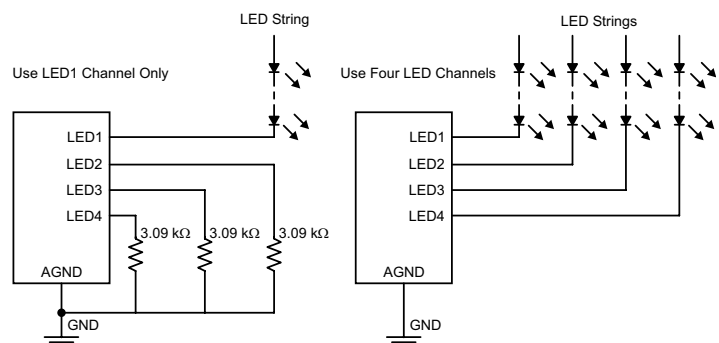 LED String
Use LED1 Channel Only
LED1
LED2
LED3
LED4
3.09 kΩ 3.09 kΩ 3.09 kΩ
AGND
GND
LED Strings
Use Four LED Channels
LED1
LED2
LED3
LED4
AGND
GND